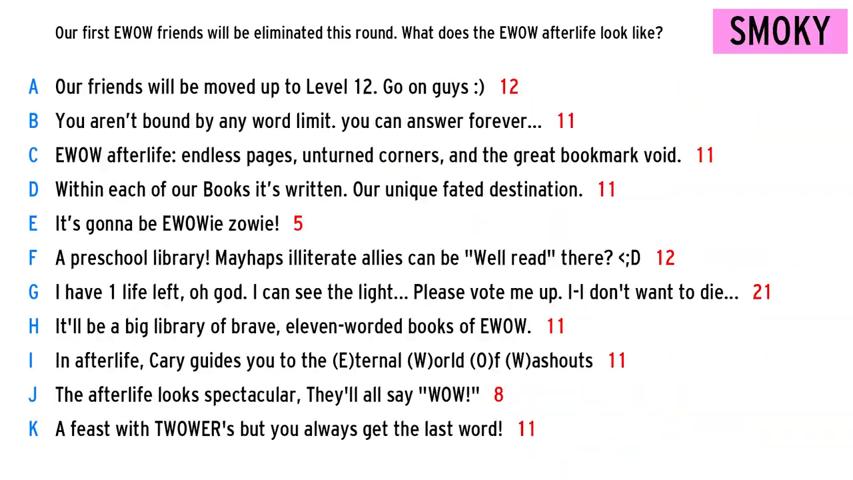 Our first EWOW friends will be eliminated this round. What does the EWOW afterlife look like?
SMOKY
A Our friends will be moved up to Level 12. Go on guys :) 12
B You aren't bound by any word limit. you can answer forever... 11
C EWOW afterlife: endless pages, unturned corners, and the great bookmark void. 11
D Within each of our Books it's written. Our unique fated destination. 11
E It's gonna be EWOWie zowie! 5
F A preschool library! Mayhaps illiterate allies can be "Well read" there? <;D 12
G I have 1 life left, oh god. I can see the light... Please vote me up. I-I don't want to die... 21
H It'll be a big library of brave, eleven-worded books of EWOW. 11
I In afterlife, Cary guides you to the (E)ternal (W)orld (O)f (W)ashouts 11
J The afterlife looks spectacular, They'll all say "WOW!" 8
K A feast with TWOWER's but you always get the last word! 11